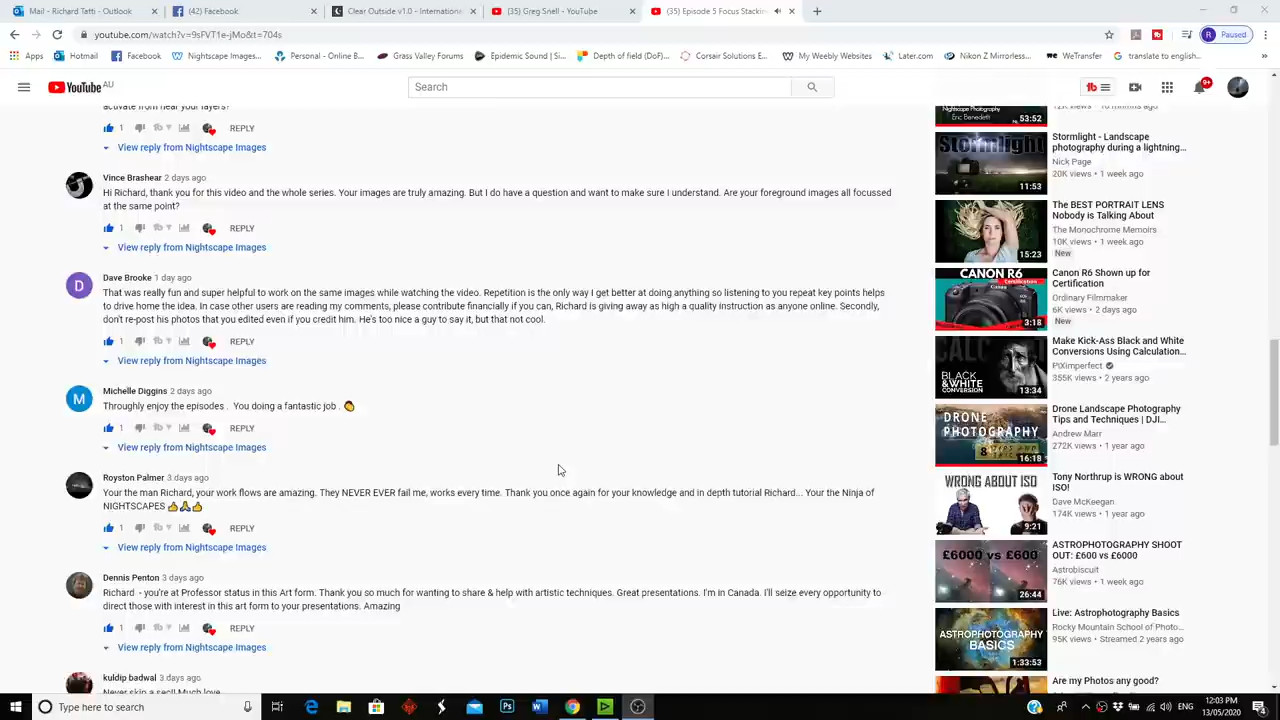 Mail - Richard Tatti - Outlook
(42) Facebook
Clear Outside v1.0 - Internationa
(35) Greg Snell - YouTube
(35) Episode 5 Focus Stackin
youtube.com/watch?v=9sFVT1e-jMo&t=704s
Paused
Apps
Hotmail
Facebook
Nightscape Images...
Personal - Online B...
Grass Valley Forums
Epidemic Sound | Si...
Depth of field (DoF)...
Corsair Solutions E...
My Weebly Websites
Later.com
Nikon Z Mirrorless...
WeTransfer
translate to english...
YouTube AU
Search
9+
activate from near your layers?
1 REPLY
View reply from Nightscape Images
Vince Brashear 2 days ago
Hi Richard, thank you for this video and the whole series. Your images are truly amazing. But I do have a question and want to make sure I understand. Are your foreground images all focussed
at the same point?
1 REPLY
View reply from Nightscape Images
D
Dave Brooke 1 day ago
That was really fun and super helpful to work with your images while watching the video. Repetition is the only way I get better at doing anything so listening to you repeat key points helps
to drive home the idea. In case other users are reading my comments, please contribute financially if you can, Richard is giving away as high a quality instruction as anyone online. Secondly,
don't re-post his photos that you edited even if you credit him. He's too nice a guy to say it, but that not cool.
1 REPLY
View reply from Nightscape Images
M
Michelle Diggins 2 days ago
Throughly enjoy the episodes . You doing a fantastic job . 👏
1 REPLY
View reply from Nightscape Images
Royston Palmer 3 days ago
Your the man Richard, your work flows are amazing. They NEVER EVER fail me, works every time. Thank you once again for your knowledge and in depth tutorial Richard... Your the Ninja of
NIGHTSCAPES 👍🙏👍
1 REPLY
View reply from Nightscape Images
Dennis Penton 3 days ago
Richard - you're at Professor status in this Art form. Thank you so much for wanting to share & help with artistic techniques. Great presentations. I'm in Canada. I'll seize every opportunity to
direct those with interest in this art form to your presentations. Amazing
1 REPLY
View reply from Nightscape Images
kuldip badwal 3 days ago
Never skip a sec!! Much love
Nightscape Photography
Eric Benedetti
53:52
Stormlight
11:53
Stormlight - Landscape
photography during a lightning...
Nick Page
20K views • 1 week ago
15:23
The BEST PORTRAIT LENS
Nobody is Talking About
The Monochrome Memoirs
10K views • 1 week ago
New
CANON R6
Certification
3:18
Canon R6 Shown up for
Certification
Ordinary Filmmaker
6K views • 2 days ago
New
CALC
BLACK
&WHITE
CONVERSION
13:34
Make Kick-Ass Black and White
Conversions Using Calculation...
PiXimperfect
355K views • 2 years ago
DRONE
PHOTOGRAPHY
8
16:18
Drone Landscape Photography
Tips and Techniques | DJI...
Andrew Marr
272K views • 1 year ago
WRONG ABOUT ISO
9:21
Tony Northrup is WRONG about
ISO!
Dave McKeegan
174K views • 1 year ago
£6000 vs £600
26:44
ASTROPHOTOGRAPHY SHOOT
OUT: £600 vs £6000
Astrobiscuit
76K views • 1 week ago
ASTROPHOTOGRAPHY
BASICS
1:33:53
Live: Astrophotography Basics
Rocky Mountain School of Photo...
95K views • Streamed 2 years ago
Are my Photos any good?
Type here to search
ENG
12:03 PM
13/05/2020